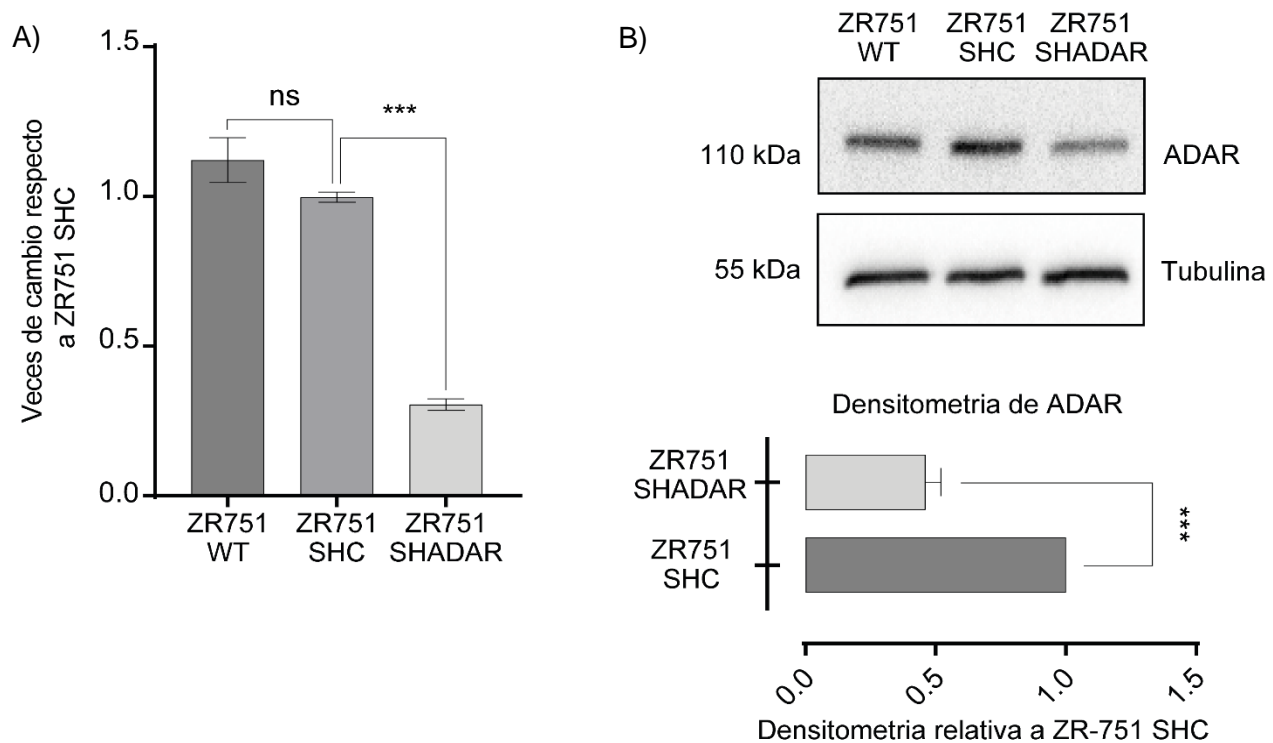 A)
Veces de cambio respecto
a ZR751 SHC
1.5
1.0
0.5
0.0
ns
***
ZR751
WT
ZR751
SHC
ZR751
SHADAR
B)
ZR751
WT
ZR751
SHC
ZR751
SHADAR
110 kDa
ADAR
55 kDa
Tubulina
Densitometria de ADAR
ZR751
SHADAR
ZR751
SHC
***
0.0
0.5
1.0
1.5
Densitometria relativa a ZR-751 SHC